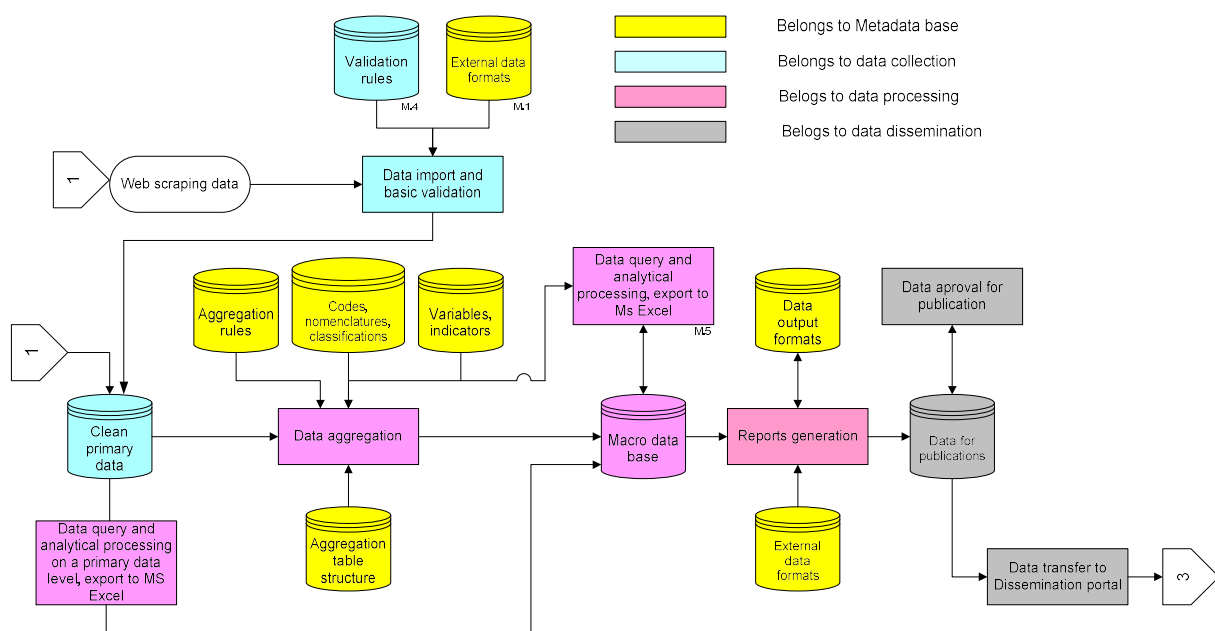 Validation
rules
M.4
External data
formats
M.1
Belongs to Metadata base
Belongs to data collection
Belogs to data processing
Belogs to data dissemination
1
Web scraping data
Data import and
basic validation
Aggregation
rules
Codes,
nomenclatures,
classifications
Variables,
indicators
Data query and
analytical
processing, export to
Ms Excel
M.5
Data
output
formats
Data aproval for
publication
1
Clean
primary
data
Data aggregation
Macro data
base
Reports generation
Data for
publications
Data query and
analytical processing
on a primary data
level, export to MS
Excel
Aggregation
table
structure
External
data
formats
Data transfer to
Dissemination portal
3